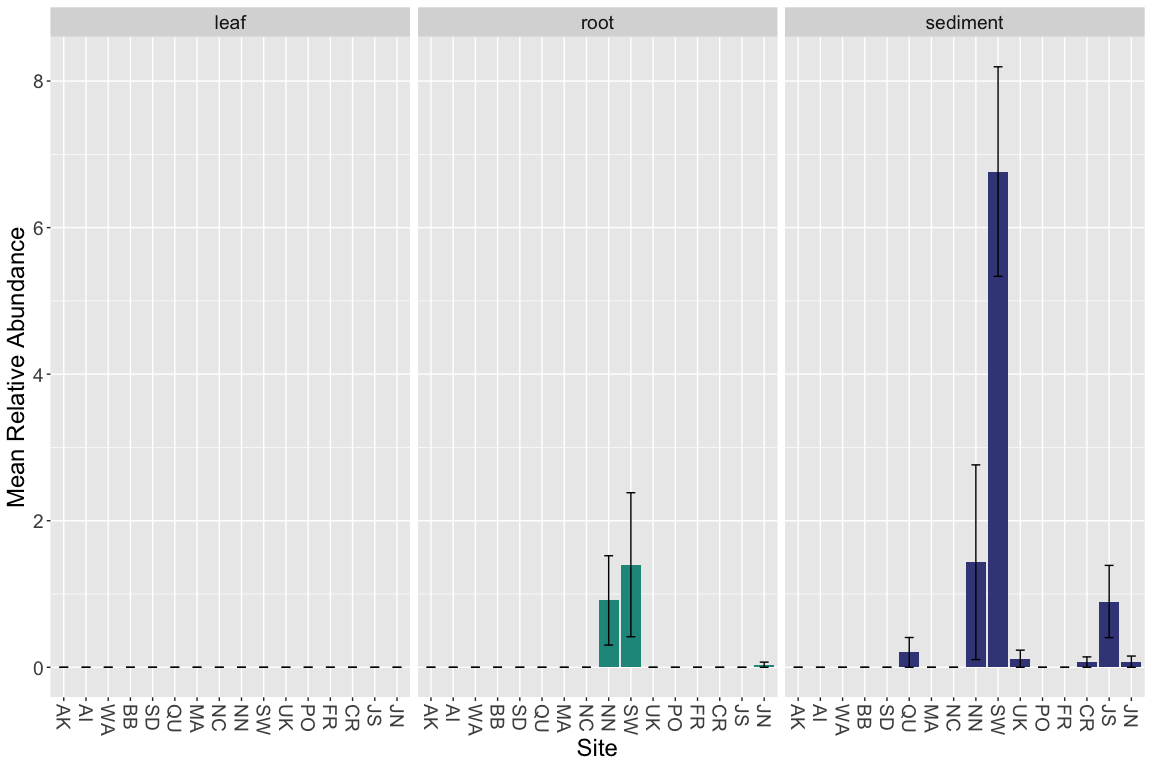 leaf root sediment
Mean Relative Abundance
8
6
4
2
0
AK AI WA BB SD QU MA NC NN SW UK PO FR CR JS JN AK AI WA BB SD QU MA NC NN SW UK PO FR CR JS JN AK AI WA BB SD QU MA NC NN SW UK PO FR CR JS JN
Site